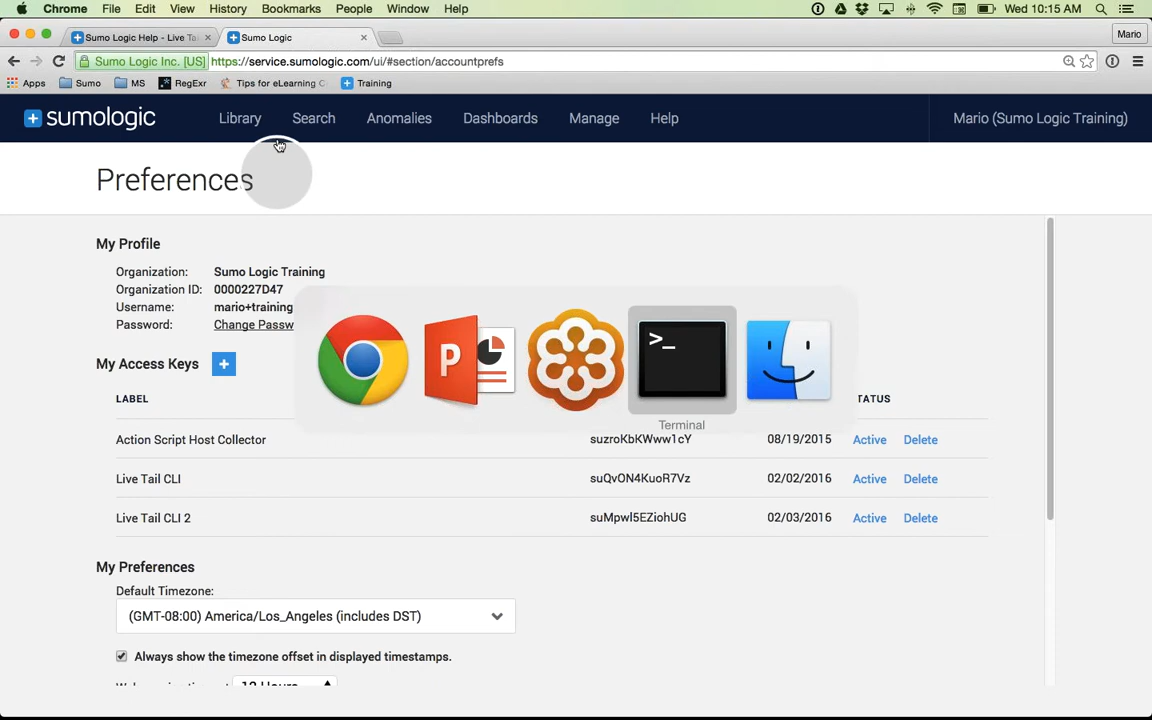 Chrome File Edit View History Bookmarks People Window Help Wed 10:15 AM
Sumo Logic Help - Live Ta × Sumo Logic × Mario
Sumo Logic Inc. [US] https://service.sumologic.com/ui/#section/accountprefs
Apps Sumo MS RegExr Tips for eLearning C Training
sumologic Library Search Anomalies Dashboards Manage Help Mario (Sumo Logic Training)
Preferences
My Profile
Organization: Sumo Logic Training
Organization ID: 0000227D47
Username: mario+training
Password: Change Passw
My Access Keys +
LABEL TATUS
Terminal
Action Script Host Collector suzroKbKWww1cY 08/19/2015 Active Delete
Live Tail CLI suQvON4KuoR7Vz 02/02/2016 Active Delete
Live Tail CLI 2 suMpwl5EZiohUG 02/03/2016 Active Delete
My Preferences
Default Timezone:
(GMT-08:00) America/Los_Angeles (includes DST)
Always show the timezone offset in displayed timestamps.
12 Hours